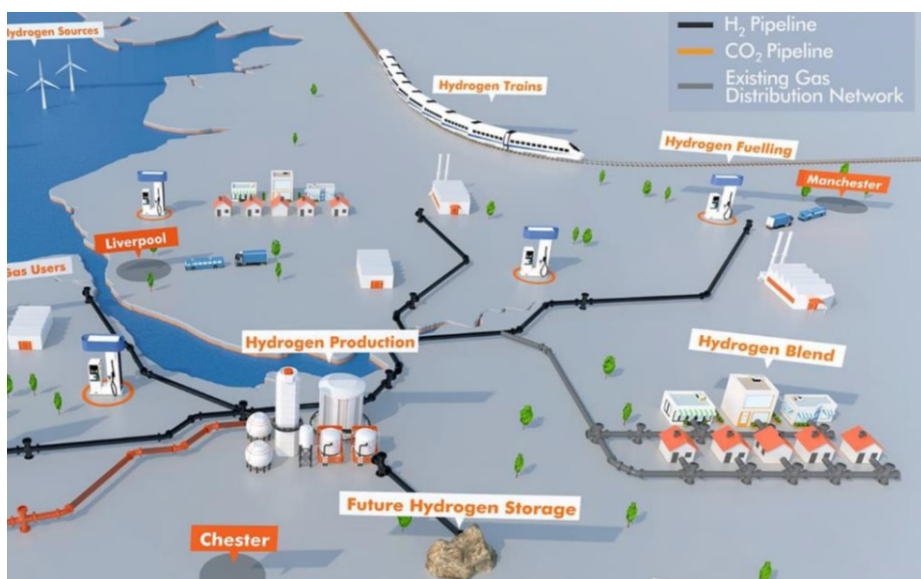 Hydrogen Sources
H₂ Pipeline
CO₂ Pipeline
Existing Gas
Distribution Network
Hydrogen Trains
Hydrogen Fuelling
Manchester
Liverpool
Gas Users
Hydrogen Production
Hydrogen Blend
Future Hydrogen Storage
Chester